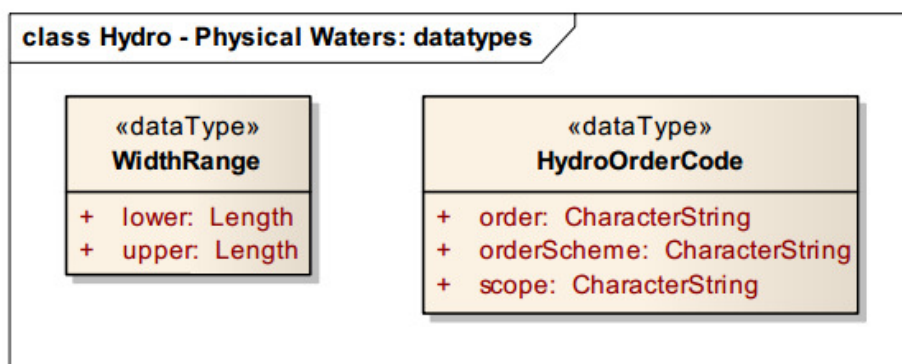 class Hydro - Physical Waters: datatypes
«dataType»
WidthRange
+ lower: Length
+ upper: Length
«dataType»
HydroOrderCode
+ order: CharacterString
+ orderScheme: CharacterString
+ scope: CharacterString